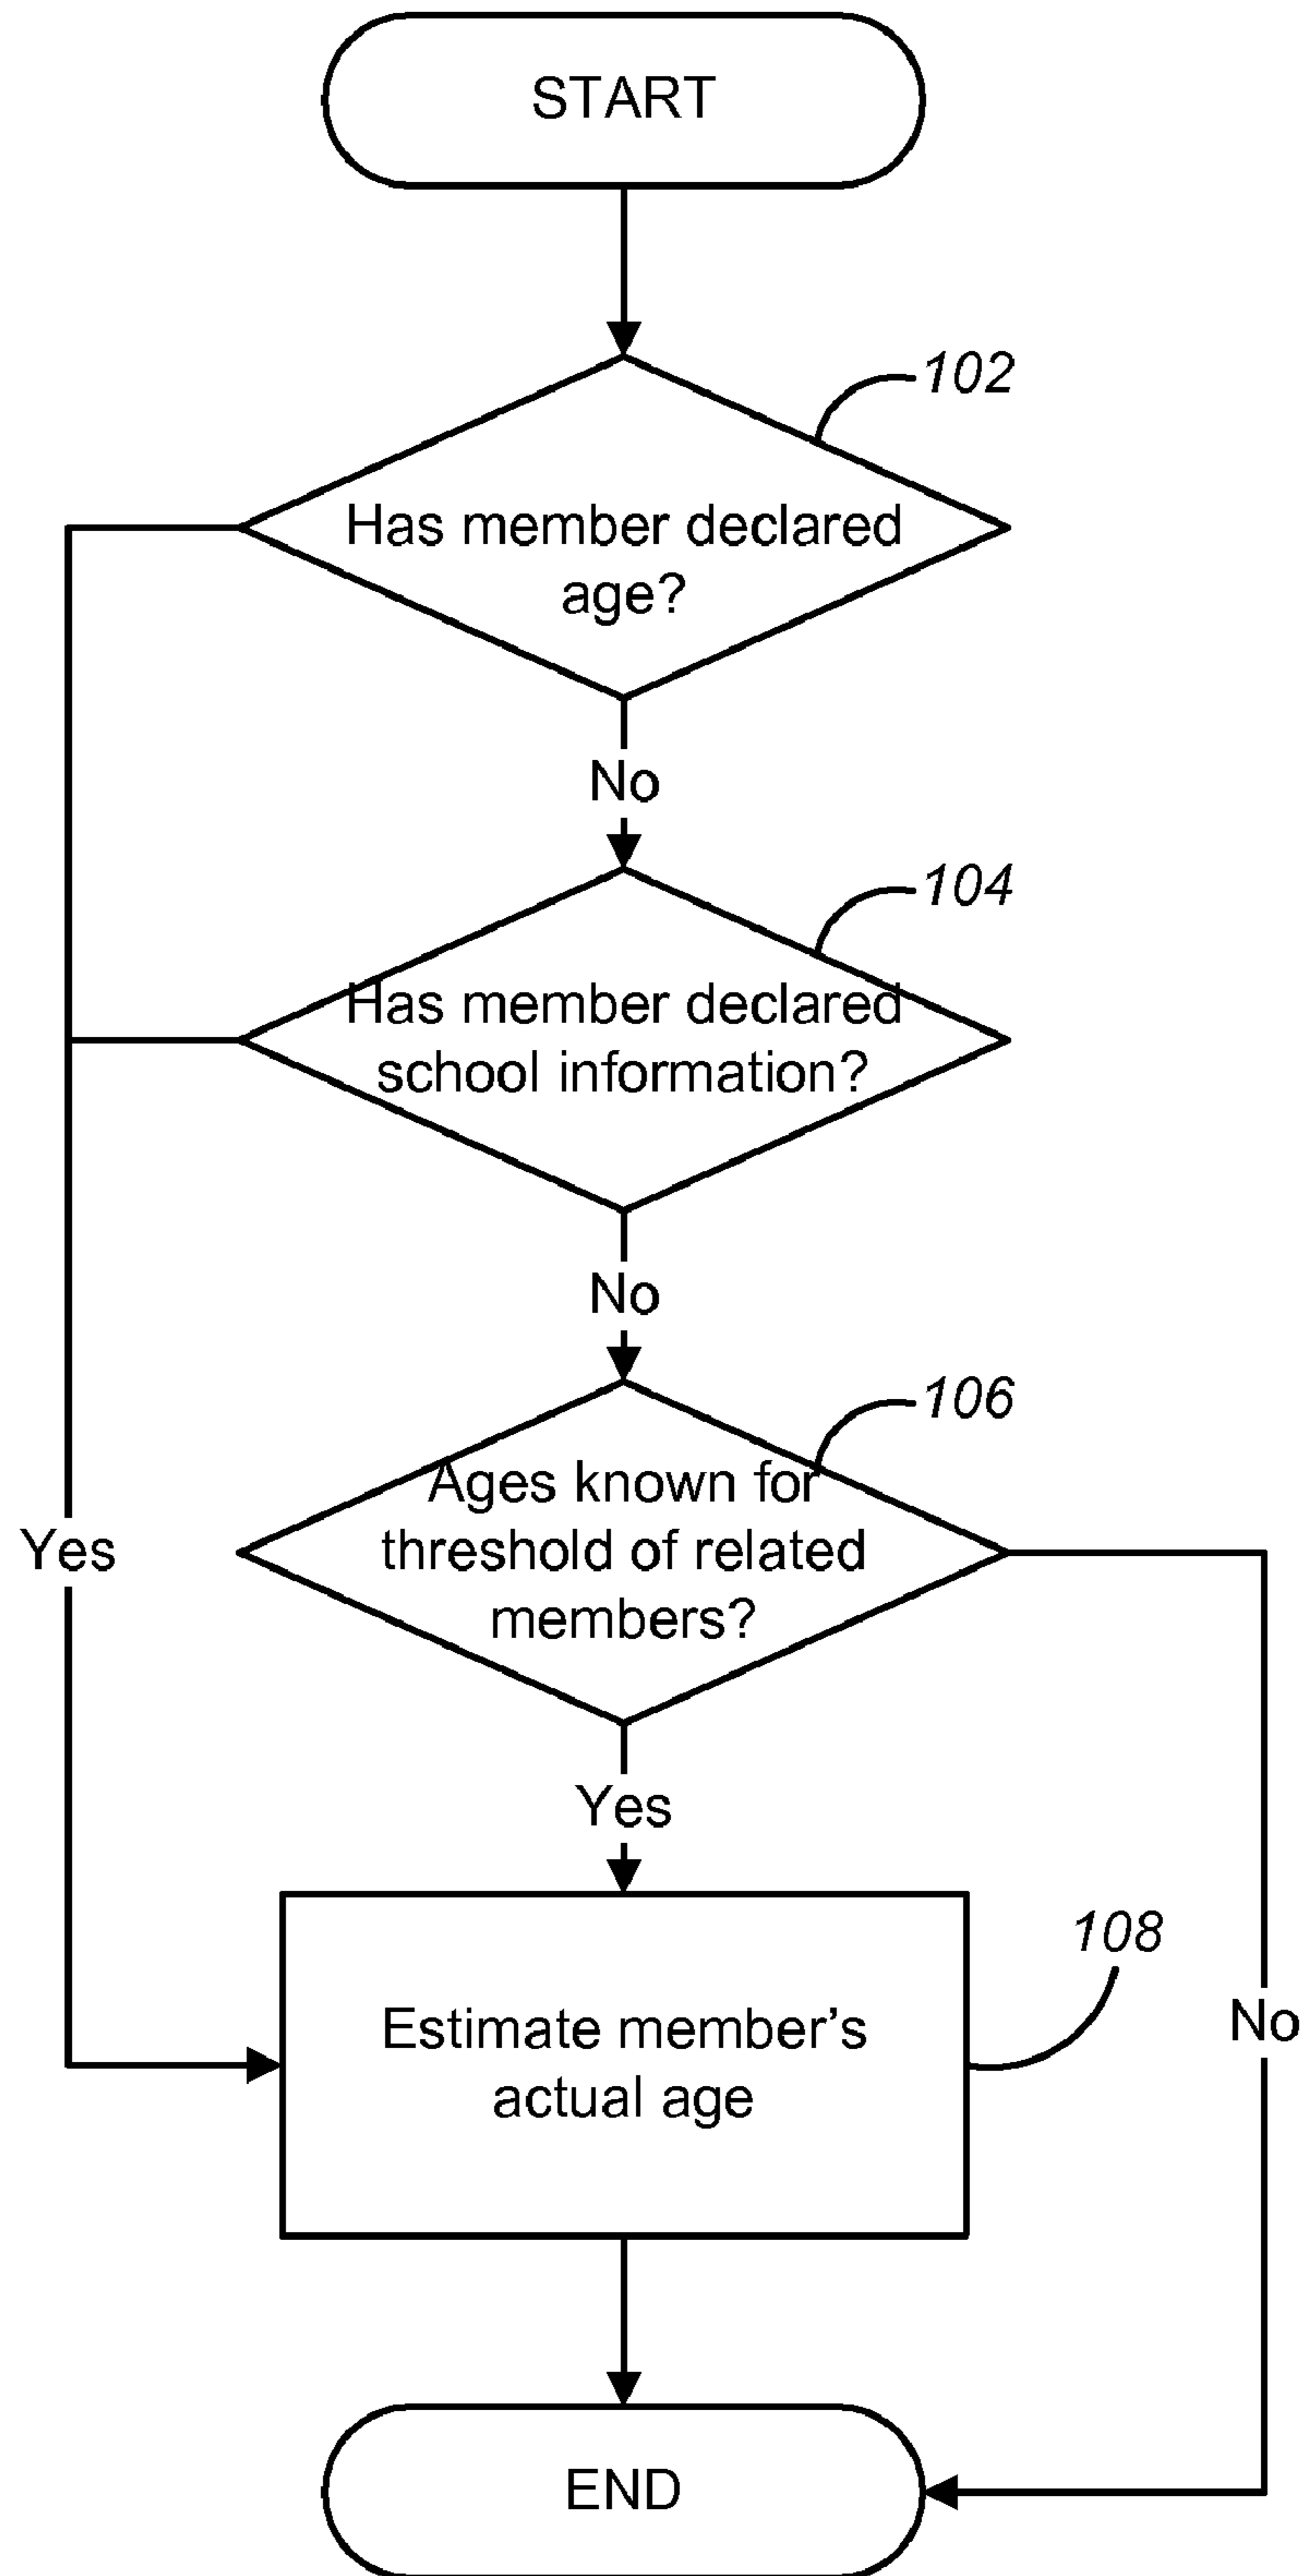 START
102
Has member declared
age?
No
104
Has member declared
school information?
No
106
Ages known for
threshold of related
members?
Yes
Yes
108
Estimate member’s
actual age
No
END